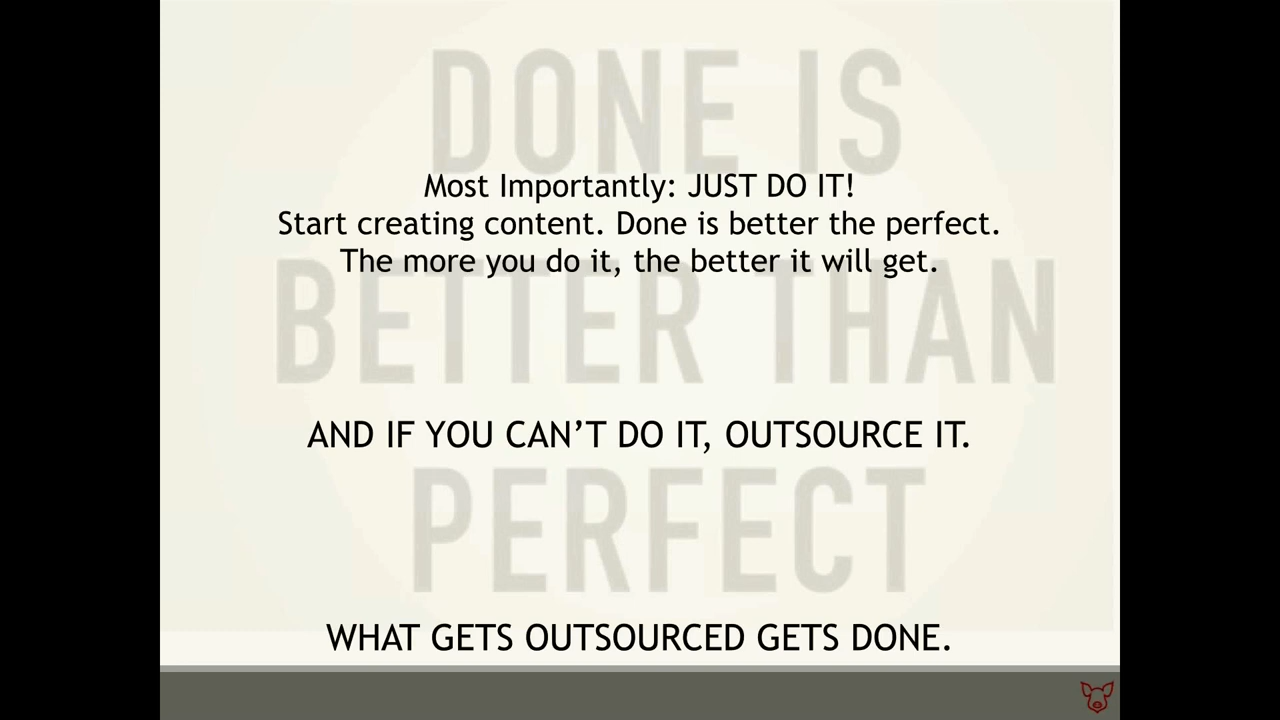 DONE IS
Most Importantly: JUST DO IT!
Start creating content. Done is better the perfect.
The more you do it, the better it will get.
BETTER THAN
AND IF YOU CAN’T DO IT, OUTSOURCE IT.
PERFECT
WHAT GETS OUTSOURCED GETS DONE.